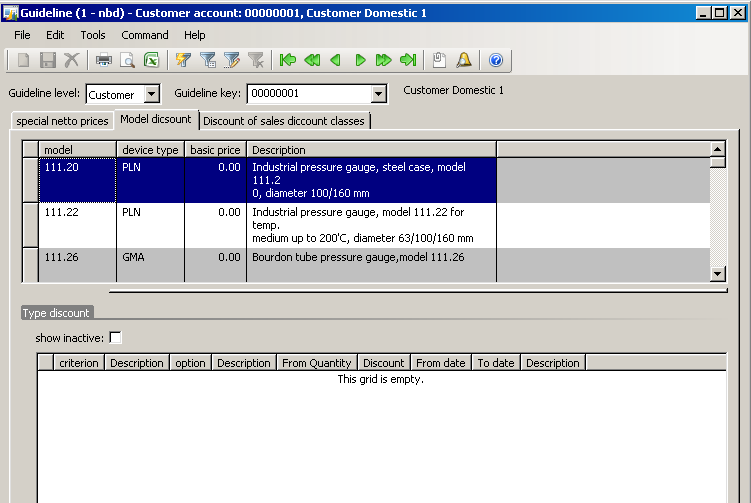 Guideline (1 - nbd) - Customer account: 00000001, Customer Domestic 1
File Edit Tools Command Help
Guideline level: Customer Guideline key: 00000001 Customer Domestic 1
special netto prices Model dicsount Discount of sales diccount classes
model device type basic price Description
111.20 PLN 0.00 Industrial pressure gauge, steel case, model
111.2
0, diameter 100/160 mm
111.22 PLN 0.00 Industrial pressure gauge, model 111.22 for
temp.
medium up to 200'C, diameter 63/100/160 mm
111.26 GMA 0.00 Bourdon tube pressure gauge,model 111.26
Type discount
show inactive:
criterion Description option Description From Quantity Discount From date To date Description
This grid is empty.